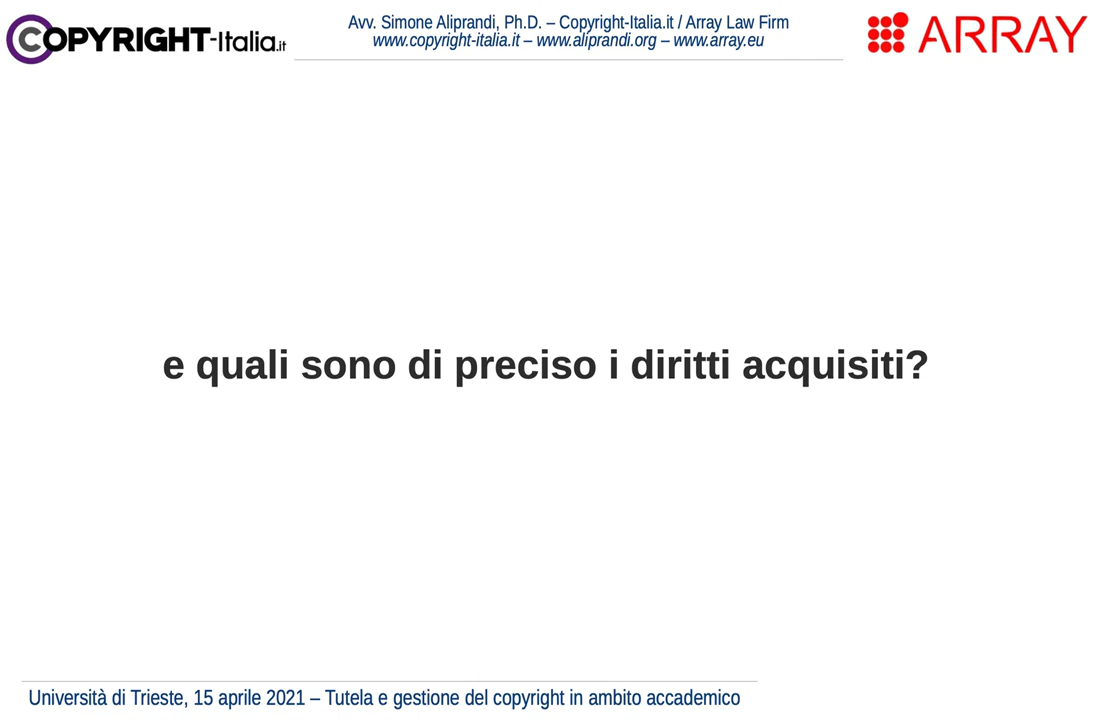 COPYRIGHT-Italia.it
Avv. Simone Aliprandi, Ph.D. – Copyright-Italia.it / Array Law Firm
www.copyright-italia.it – www.aliprandi.org – www.array.eu
ARRAY
e quali sono di preciso i diritti acquisiti?
Università di Trieste, 15 aprile 2021 – Tutela e gestione del copyright in ambito accademico